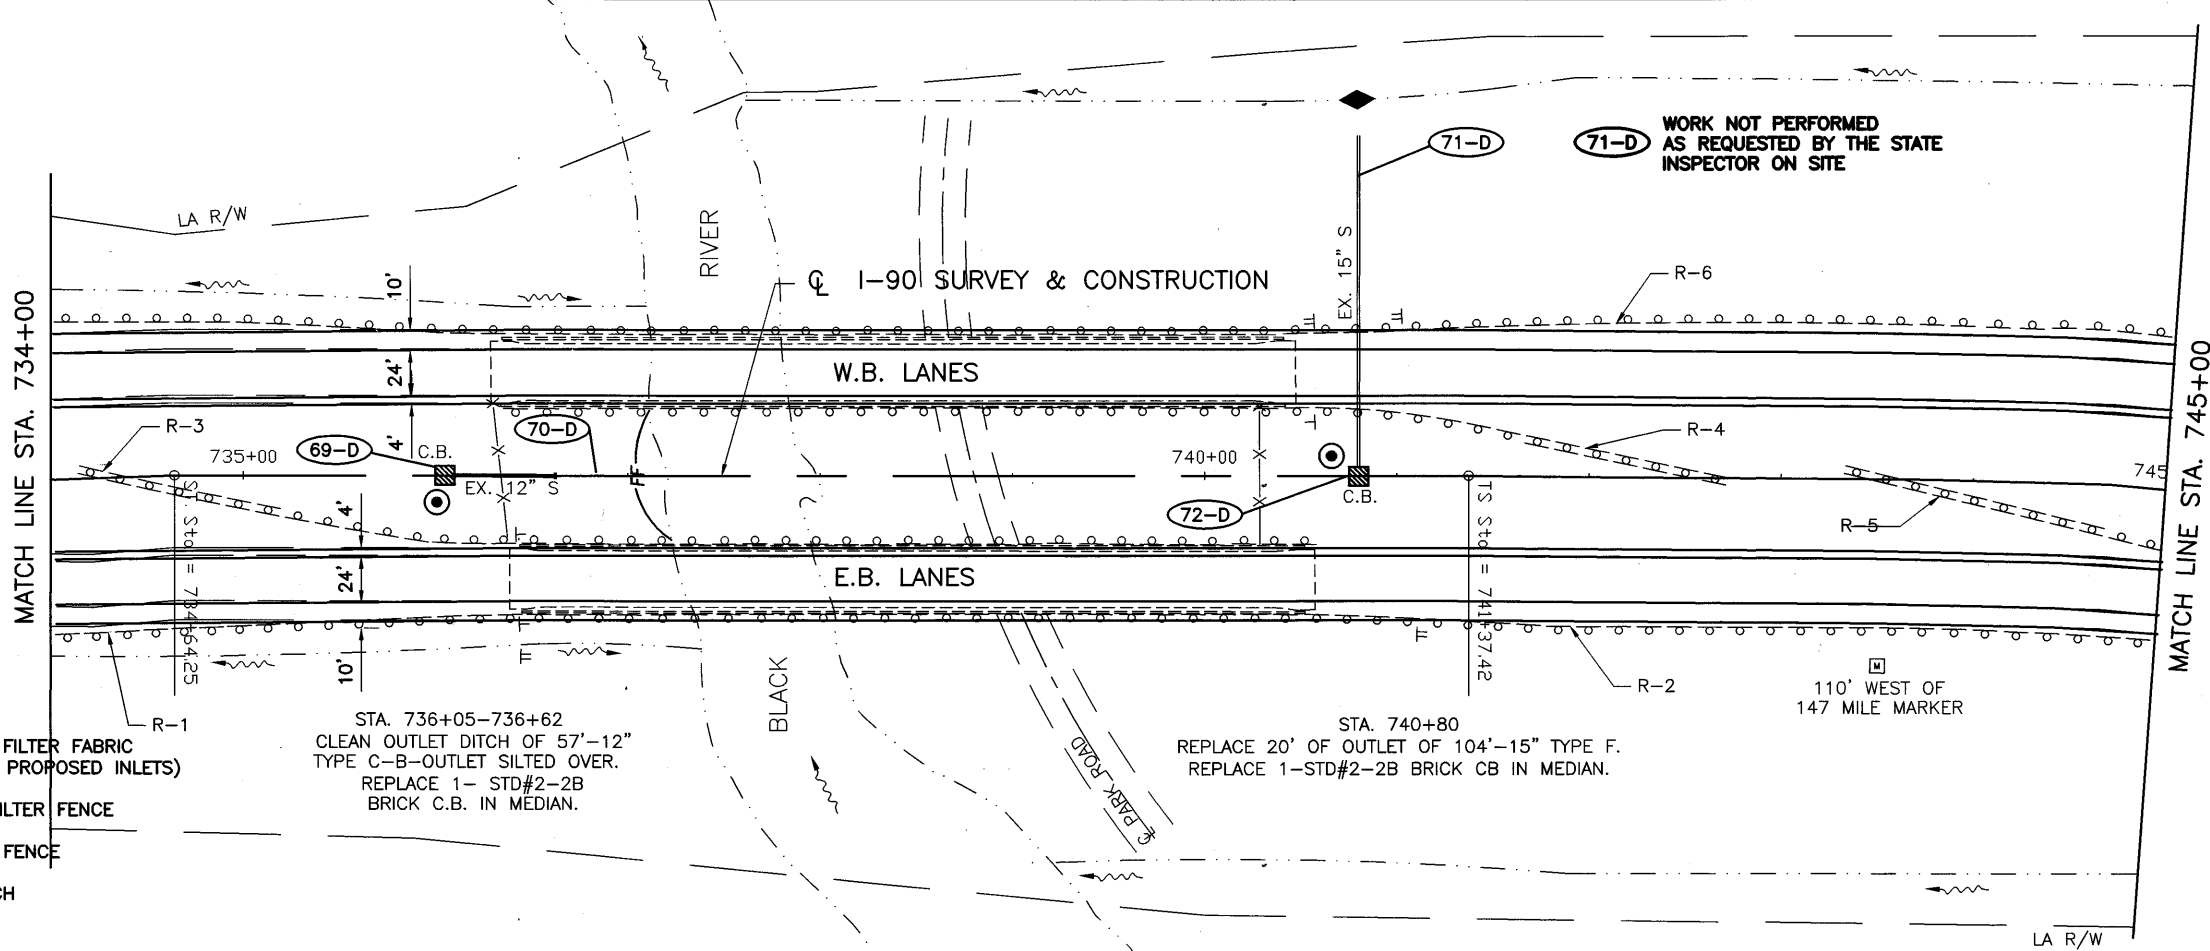 71-D
71-D
WORK NOT PERFORMED
AS REQUESTED BY THE STATE
INSPECTOR ON SITE
LA R/W
RIVER
EX. 15" S
10'
℄ I-90 SURVEY & CONSTRUCTION
R-6
MATCH LINE STA. 734+00
24'
W.B. LANES
MATCH LINE STA. 745+00
R-3
735+00
69-D
4'
C.B.
70-D
740+00
R-4
745
EX. 12" S
FF
72-D
C.B.
R-5
4'
Sta = 734+64.25
TS Sta = 741+37.42
24'
E.B. LANES
10'
R-1
BLACK
R-2
M
110' WEST OF
147 MILE MARKER
FILTER FABRIC
PROPOSED INLETS)
FILTER FENCE
FENCE
CH
STA. 736+05-736+62
CLEAN OUTLET DITCH OF 57'-12"
TYPE C-B-OUTLET SILTED OVER.
REPLACE 1- STD#2-2B
BRICK C.B. IN MEDIAN.
℄ PARK ROAD
STA. 740+80
REPLACE 20' OF OUTLET OF 104'-15" TYPE F.
REPLACE 1-STD#2-2B BRICK CB IN MEDIAN.
LA R/W